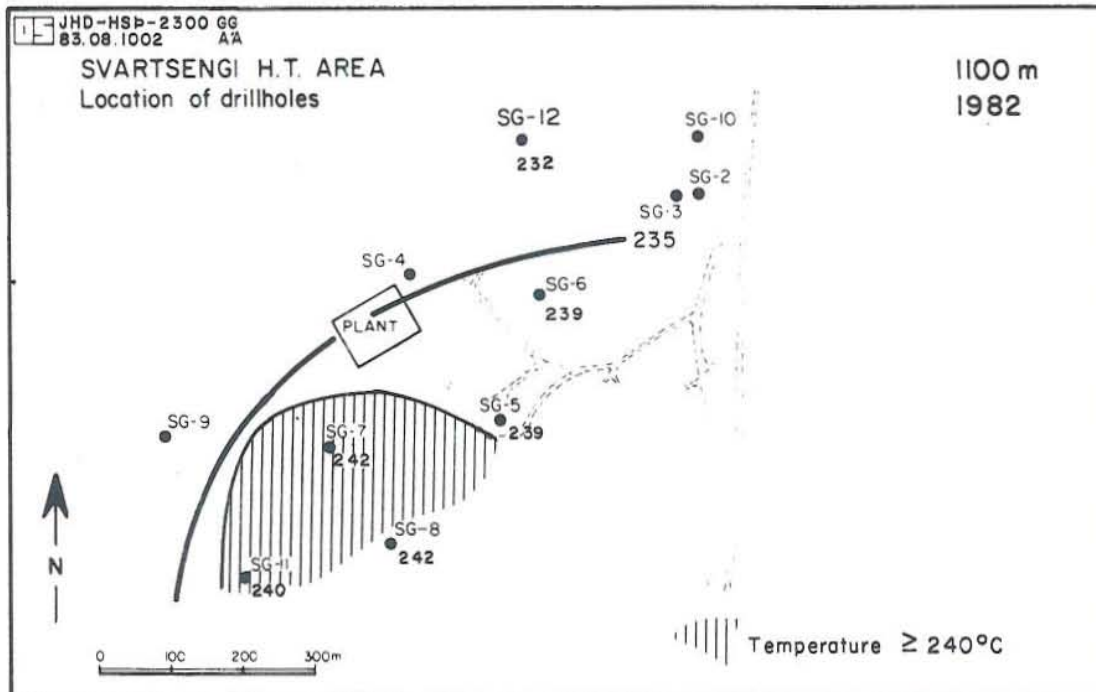 OS JHD-HSÞ-2300 GG
83.08.1002 AA
SVARTSENGI H.T. AREA
Location of drillholes
1100 m
1982
SG-12
232
SG-10
SG-2
SG-3
235
SG-4
SG-6
239
PLANT
SG-5
239
SG-9
SG-7
242
SG-8
242
SG-11
240
N
0 100 200 300m
Temperature ≥ 240°C